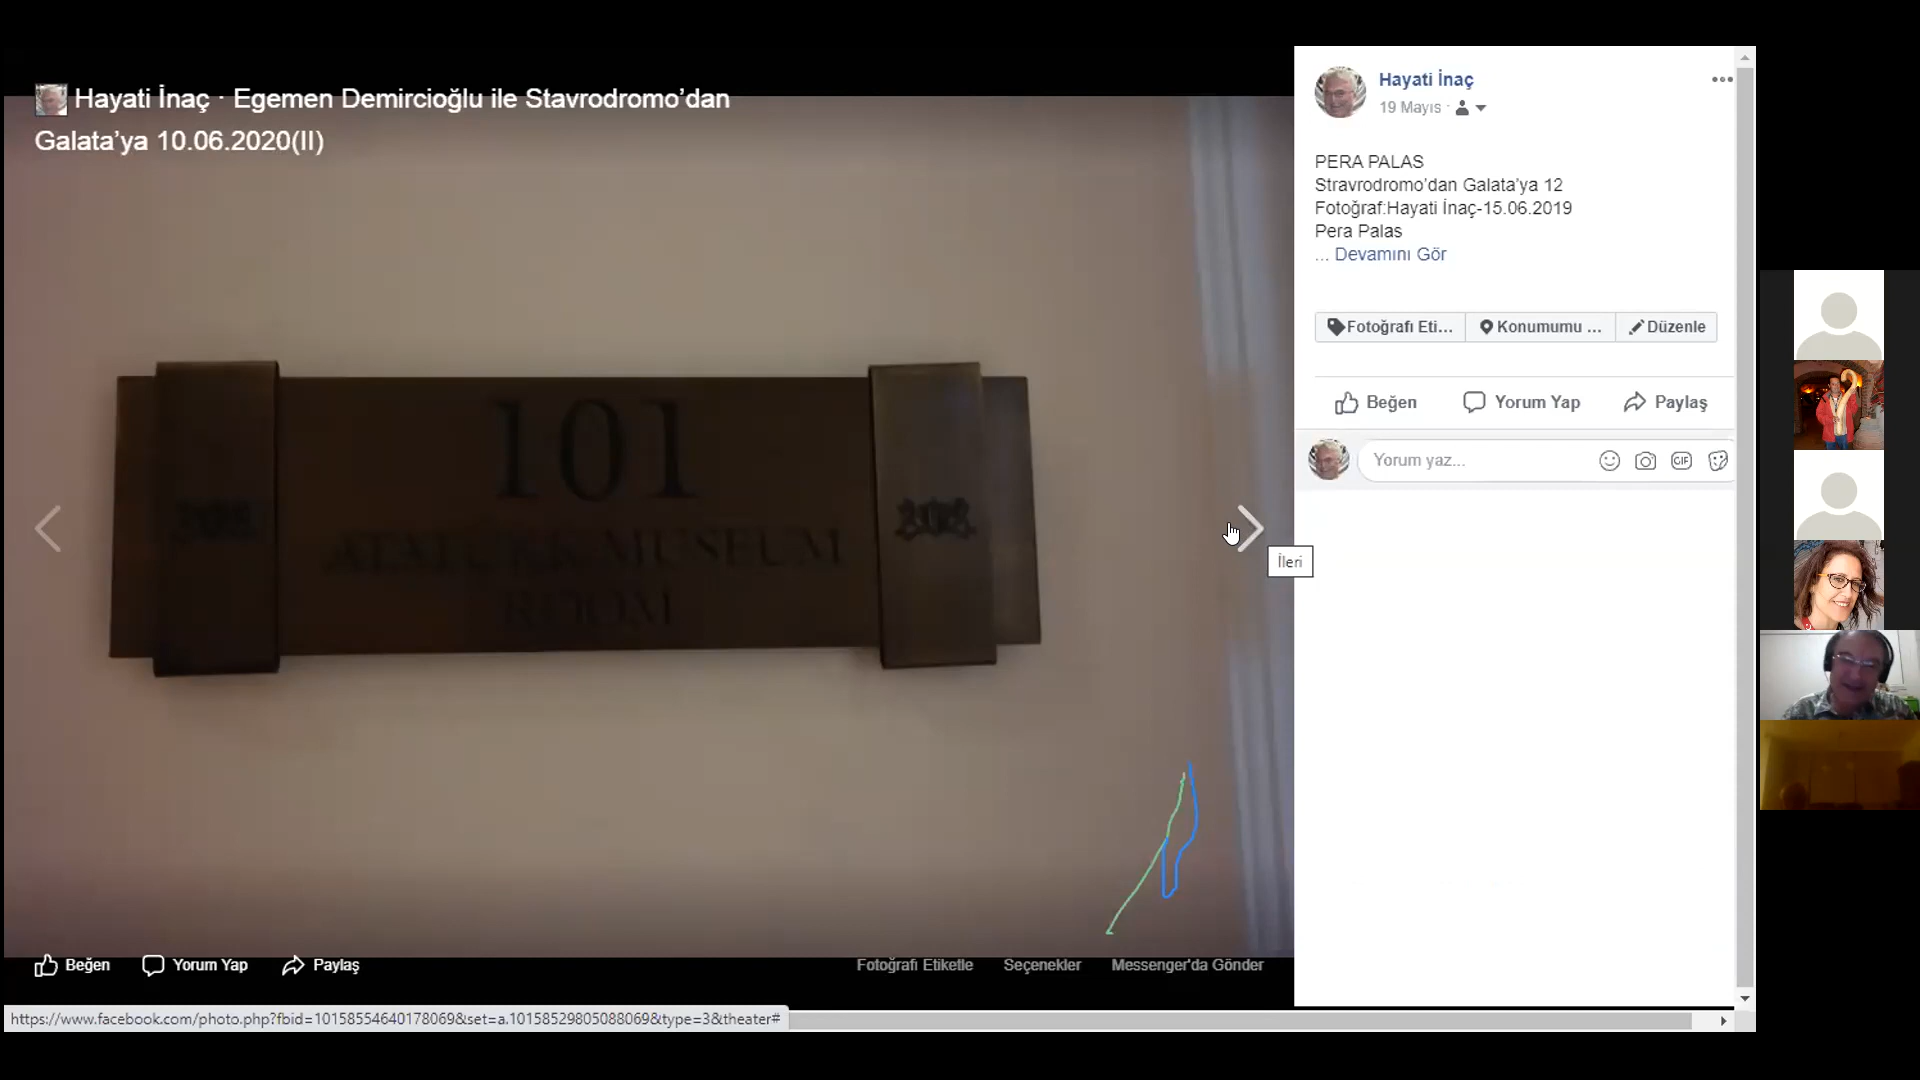 Hayati İnaç · Egemen Demircioğlu ile Stavrodromo'dan
Galata'ya 10.06.2020(II)
101
ATATÜRK MUSEUM
ROOM
İleri
Beğen
Yorum Yap
Paylaş
Fotoğrafı Etiketle
Seçenekler
Messenger'da Gönder
https://www.facebook.com/photo.php?fbid=10158554640178069&set=a.10158529805088069&type=3&theater#
Hayati İnaç
19 Mayıs ·
PERA PALAS
Stravrodromo'dan Galata'ya 12
Fotoğraf:Hayati İnaç-15.06.2019
Pera Palas
... Devamını Gör
Fotoğrafı Eti...
Konumumu ...
Düzenle
Beğen
Yorum Yap
Paylaş
Yorum yaz...
GIF